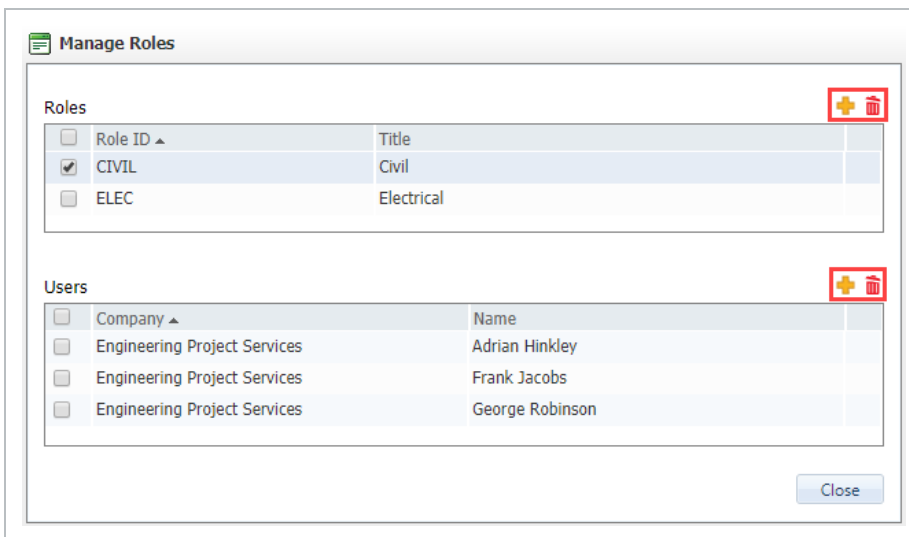 Manage Roles
Roles
Role ID Title
CIVIL Civil
ELEC Electrical
Users
Company Name
Engineering Project Services Adrian Hinkley
Engineering Project Services Frank Jacobs
Engineering Project Services George Robinson
Close